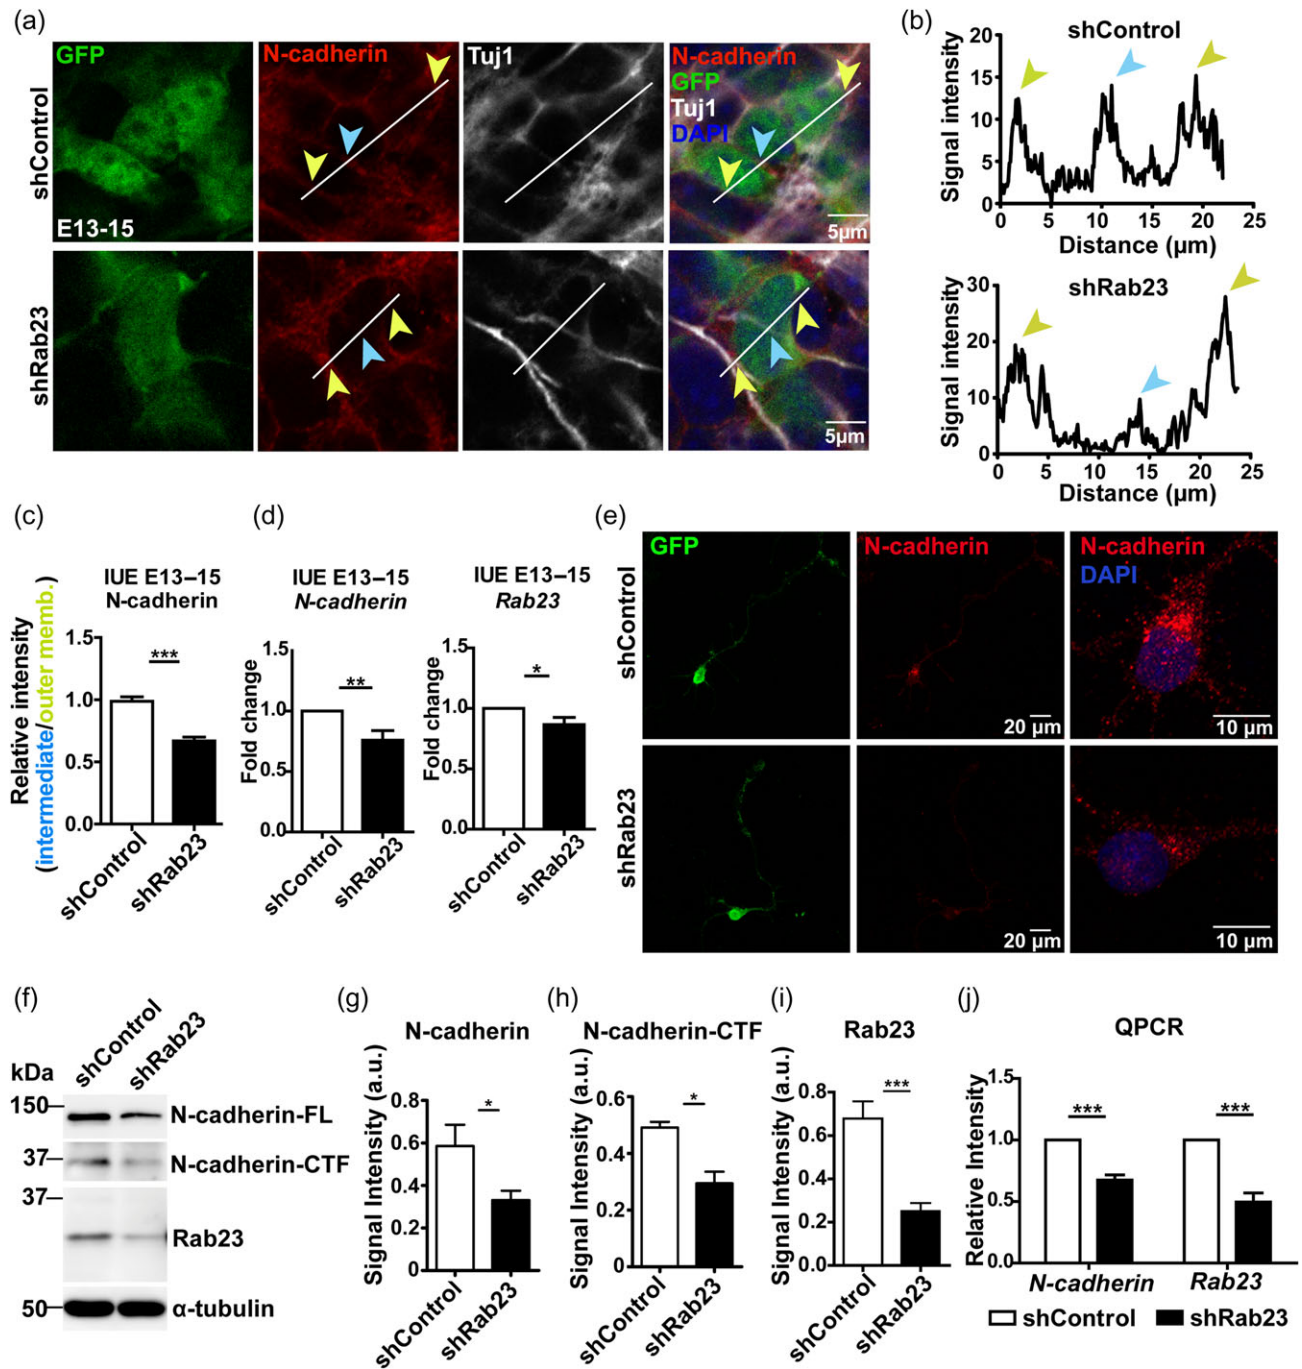 (a)
GFP
N-cadherin
Tuj1
N-cadherin
GFP
Tuj1
DAPI
shControl
E13-15
5µm
shRab23
5µm
(b)
shControl
Signal intensity
20
15
10
5
0
0 5 10 15 20 25
Distance (µm)
shRab23
Signal intensity
30
20
10
0
0 5 10 15 20 25
Distance (µm)
(c)
IUE E13–15
N-cadherin
Relative intensity
(intermediate/outer memb.)
1.5
1.0
0.5
0.0
***
shControl
shRab23
(d)
IUE E13–15
N-cadherin
Fold change
1.5
1.0
0.5
0.0
**
shControl
shRab23
IUE E13–15
Rab23
Fold change
1.5
1.0
0.5
0.0
*
shControl
shRab23
(e)
GFP
N-cadherin
N-cadherin
DAPI
shControl
20 µm
10 µm
shRab23
20 µm
10 µm
(f)
shControl
shRab23
kDa
150
N-cadherin-FL
37
N-cadherin-CTF
37
Rab23
50
α-tubulin
(g)
N-cadherin
Signal Intensity (a.u.)
0.8
0.6
0.4
0.2
0
*
shControl
shRab23
(h)
N-cadherin-CTF
Signal Intensity (a.u.)
0.6
0.4
0.2
0
*
shControl
shRab23
(i)
Rab23
Signal Intensity (a.u.)
0.8
0.6
0.4
0.2
0.0
***
shControl
shRab23
(j)
QPCR
Relative Intensity
1.5
1.0
0.5
0.0
***
***
N-cadherin
Rab23
shControl
shRab23